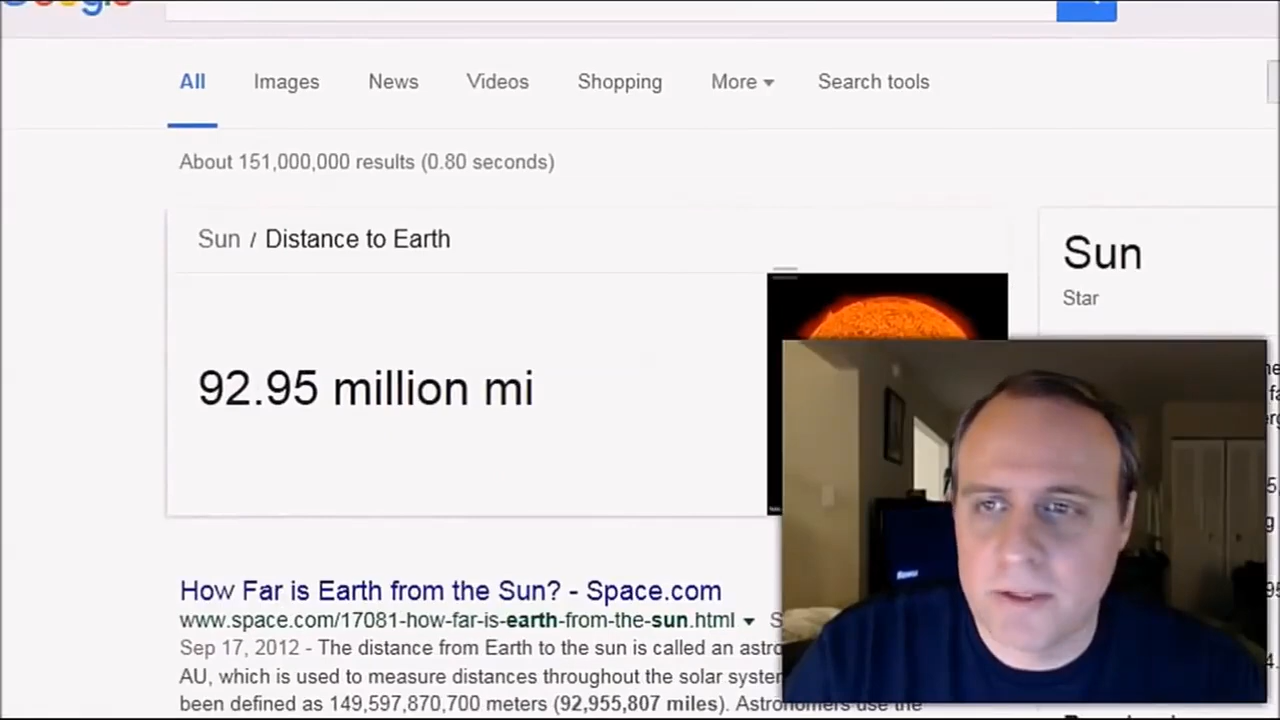 All Images News Videos Shopping More Search tools
About 151,000,000 results (0.80 seconds)
Sun / Distance to Earth
92.95 million mi
Sun
Star
How Far is Earth from the Sun? - Space.com
www.space.com/17081-how-far-is-earth-from-the-sun.html
Sep 17, 2012 - The distance from Earth to the sun is called an
AU, which is used to measure distances throughout the solar
been defined as 149,597,870,700 meters (92,955,807 miles). Astronomers use the